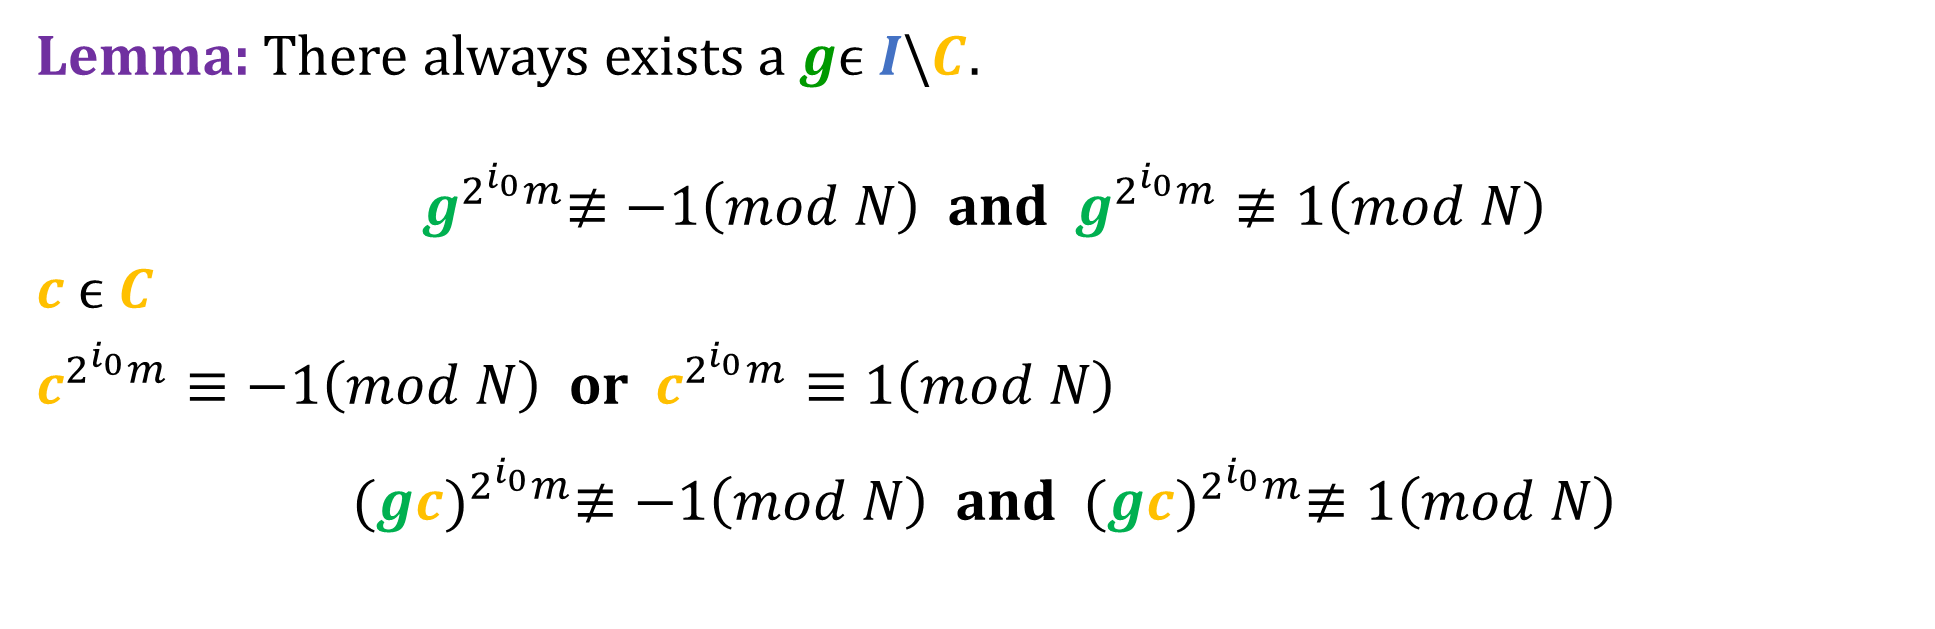 Lemma: There always exists a gϵ I\C.
g^{2^{i_0}m}≢ −1(mod N) and g^{2^{i_0}m} ≢ 1(mod N)
c ϵ C
c^{2^{i_0}m} ≡ −1(mod N) or c^{2^{i_0}m} ≡ 1(mod N)
(gc)^{2^{i_0}m}≢ −1(mod N) and (gc)^{2^{i_0}m}≢ 1(mod N)